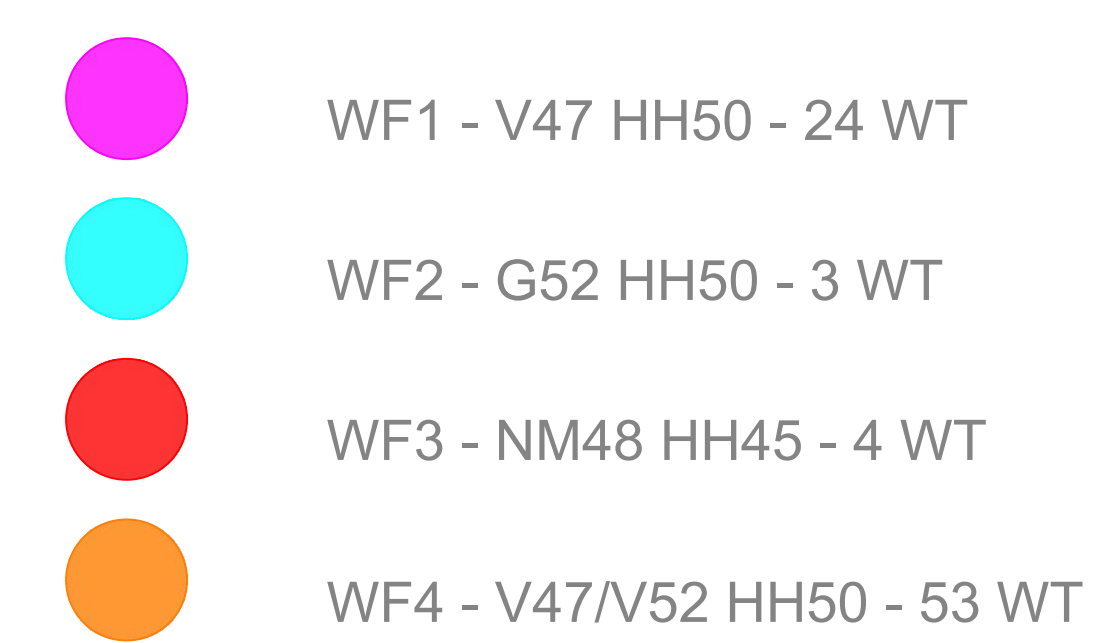 WF1 - V47 HH50 - 24 WT
WF2 - G52 HH50 - 3 WT
WF3 - NM48 HH45 - 4 WT
WF4 - V47/V52 HH50 - 53 WT